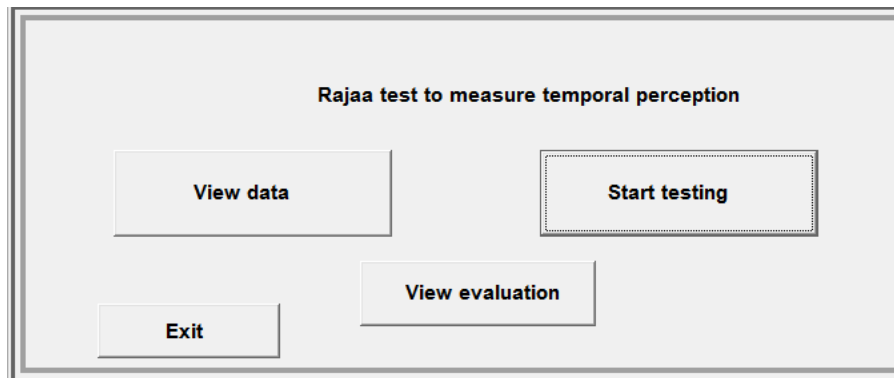 Rajaa test to measure temporal perception
View data
Start testing
View evaluation
Exit